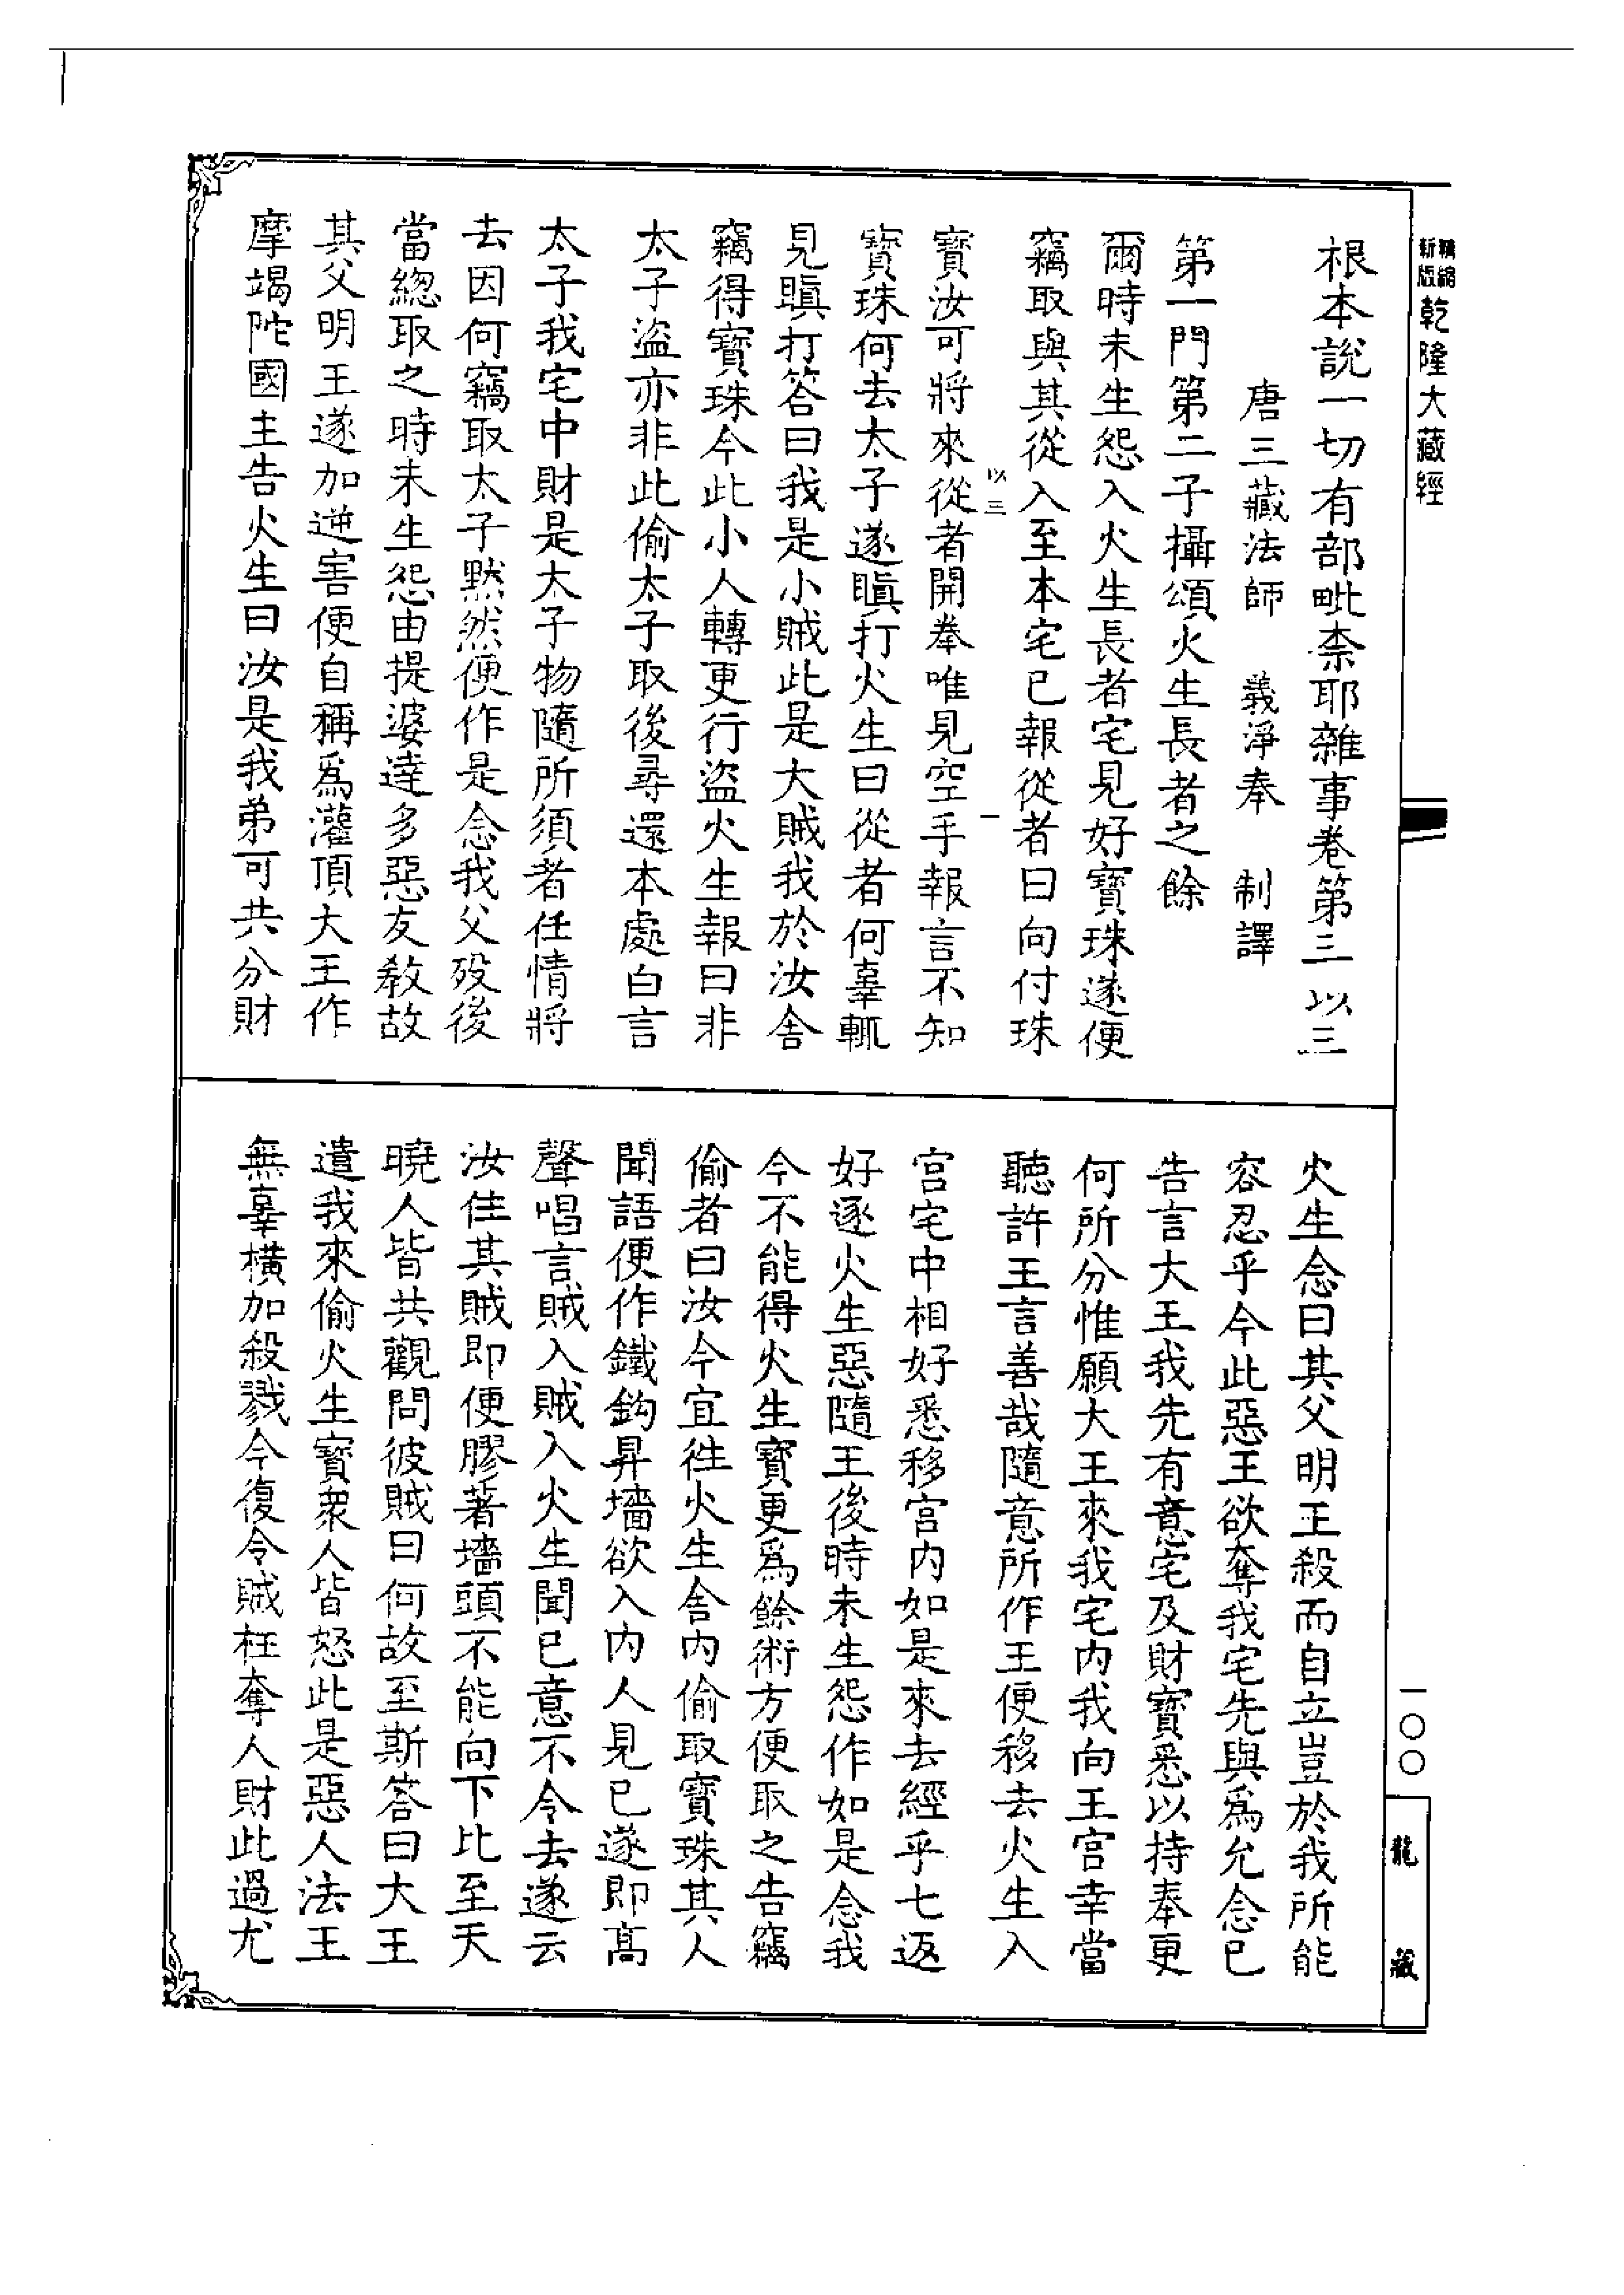 精縮
新版
乾隆大藏經
根本說一切有部毗柰耶雜事卷第三 以三
唐三藏法師 義淨奉 制譯
第一門第二子攝頌火生長者之餘
爾時未生怨入火生長者宅見好寶珠遂便
竊取與其從入至本宅已報從者曰向付珠
以三
一
寶汝可將來從者開拳唯見空手報言不知
寶珠何去太子遂瞋打火生曰從者何辜輒
見瞋打答曰我是小賊此是大賊我於汝舍
竊得寶珠今此小人轉更行盜火生報曰非
太子盜亦非此偷太子取後尋還本處白言
太子我宅中財是太子物隨所須者任情將
去因何竊取太子默然便作是念我父歿後
當總取之時未生怨由提婆達多惡友教故
其父明王遂加逆害便自稱爲灌頂大王作
摩竭陀國主告火生曰汝是我弟可共分財
火生念曰其父明王殺而自立豈於我所能
容忍乎今此惡王欲奪我宅先與爲允念已
告言大王我先有意宅及財寶悉以持奉更
何所分惟願大王來我宅內我向王宮幸當
聽許王言善哉隨意所作王便移去火生入
宮宅中相好悉移宮內如是來去經乎七返
好逐火生惡隨王後時未生怨作如是念我
今不能得火生寶更爲餘術方便取之告竊
偷者曰汝今宜往火生舍內偷取寶珠其人
聞語便作鐵鈎昇墻欲入內人見已遂即高
聲唱言賊入賊入火生聞已意不令去遂云
汝住其賊即便膠著墻頭不能向下比至天
曉人皆共觀問彼賊曰何故至斯答曰大王
遣我來偷火生寶衆人皆怒此是惡人法王
無辜橫加殺戮今復令賊枉奪人財此過尤
一〇〇
龍藏